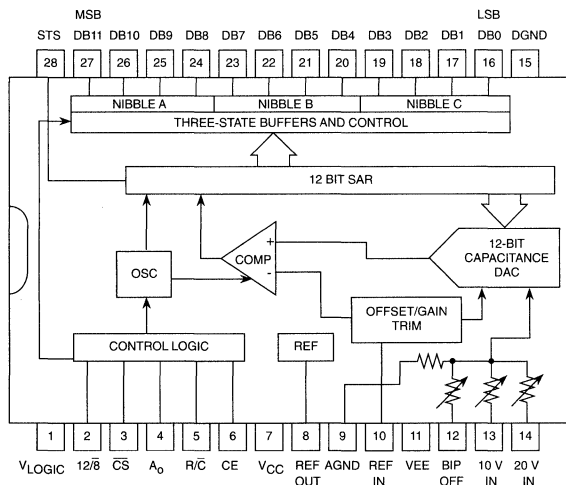 MSB LSB
STS DB11 DB10 DB9 DB8 DB7 DB6 DB5 DB4 DB3 DB2 DB1 DB0 DGND
28 27 26 25 24 23 22 21 20 19 18 17 16 15
NIBBLE A NIBBLE B NIBBLE C
THREE-STATE BUFFERS AND CONTROL
12 BIT SAR
+
COMP
-
OSC
12-BIT
CAPACITANCE
DAC
OFFSET/GAIN
TRIM
CONTROL LOGIC
REF
1 2 3 4 5 6 7 8 9 10 11 12 13 14
VLOGIC 12/8̅ C̅S̅ Ao R/C̅ CE VCC REF AGND REF VEE BIP 10 V 20 V
OUT IN OFF IN IN